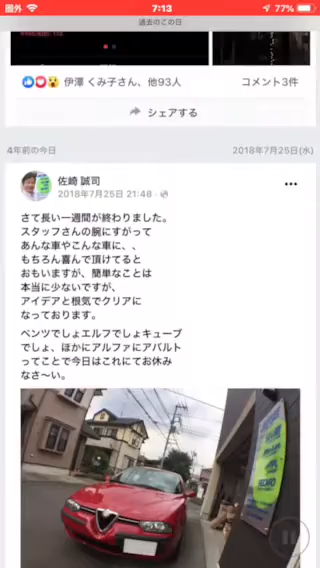 圏外
7:13
77%
過去のこの日
伊澤 くみ子さん、他93人
コメント3件
シェアする
4年前の今日
2018年7月25日(水)
佐崎 誠司
2018年7月25日 21:48
さて長い一週間が終わりました。
スタッフさんの腕にすがって
あんな車やこんな車に、、
もちろん喜んで頂けてると
おもいますが、簡単なことは
本当に少ないですが、
アイデアと根気でクリアに
なっております。
ベンツでしょエルフでしょキューブ
でしょ、ほかにアルファにアバルト
ってことで今日はこれにてお休み
なさ〜い。